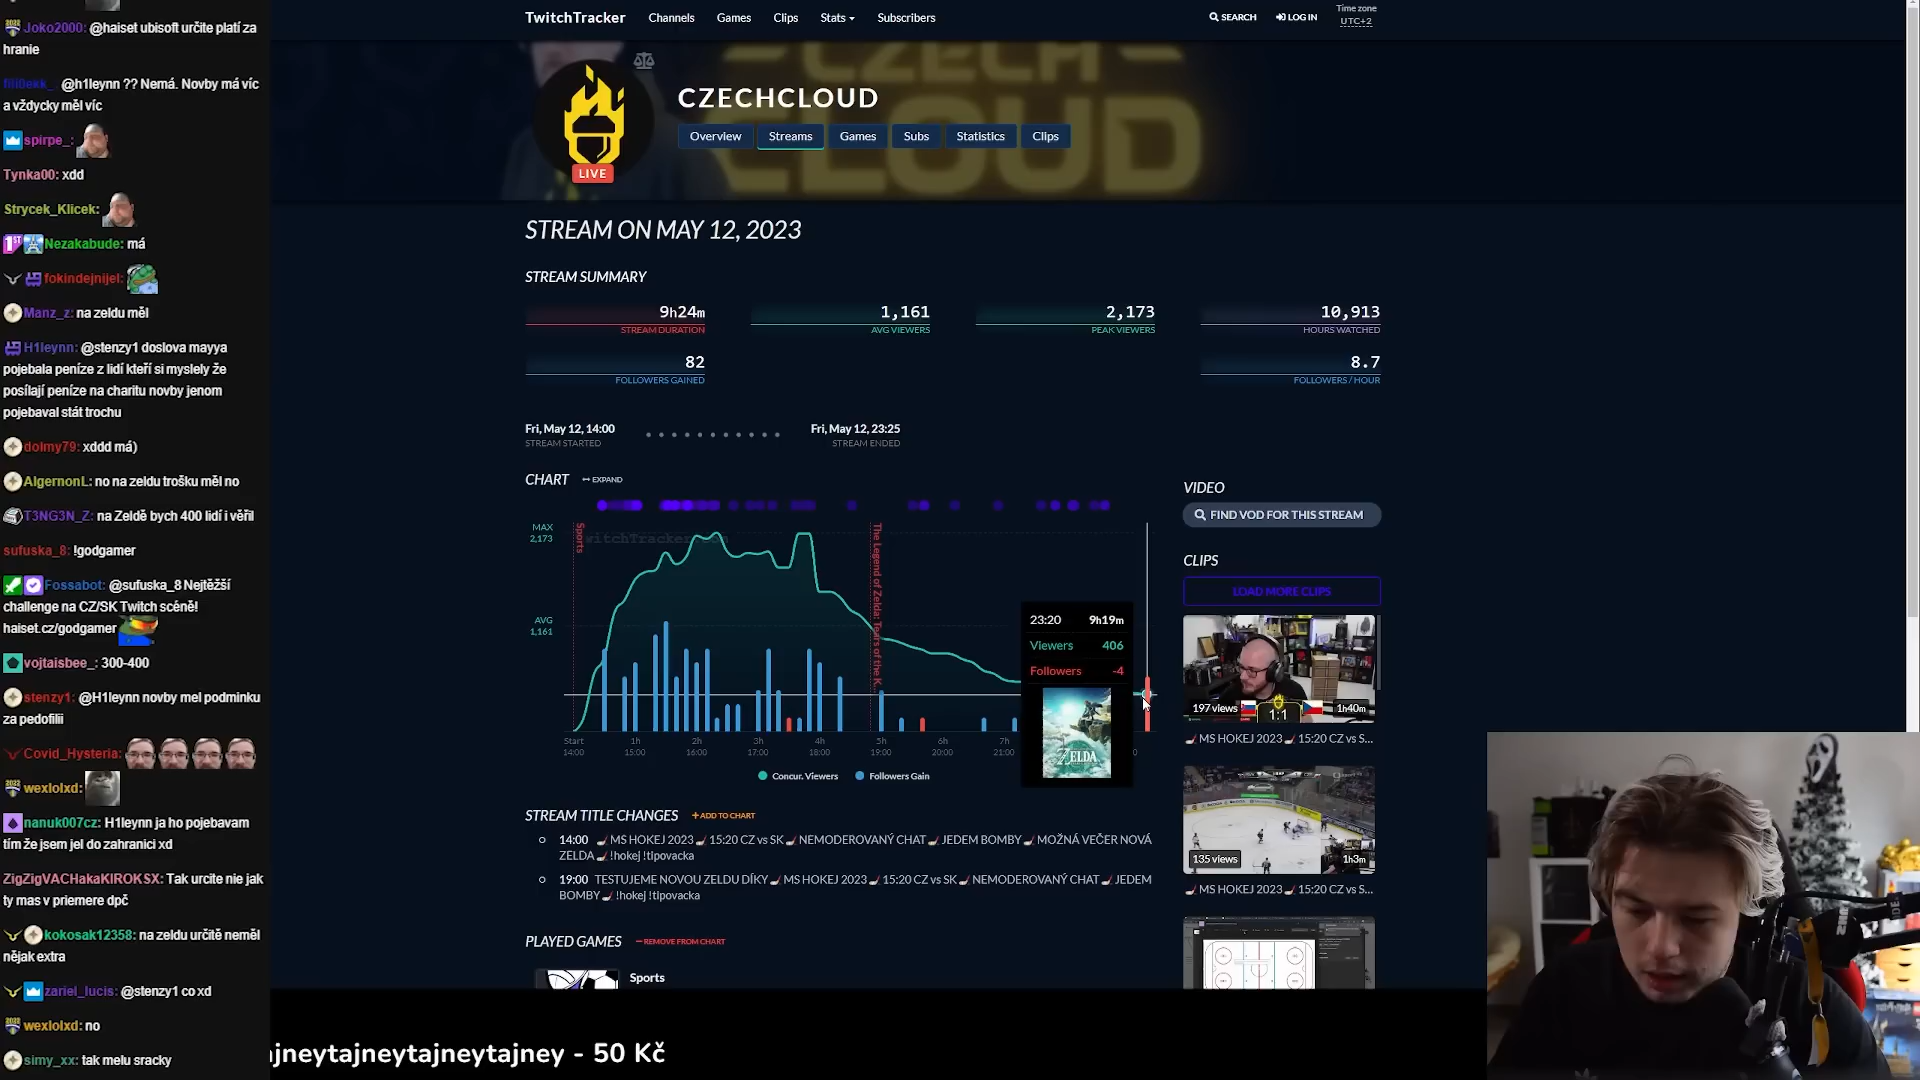 Joko2000: @haiset ubisoft určite platí za
hranie
@h1leynn ?? Nemá. Novby má víc
a vždycky měl víc
spirpe_:
Tynka00: xdd
Strycek_Klicek:
Nezakabude: má
fokindejnijel:
Manz_z: na zeldu měl
H1leynn: @stenzy1 doslova mayya
pojebala peníze z lidí kteří si myslely že
posílají peníze na charitu novby jenom
pojebaval stát trochu
dolmy79: xddd má)
AlgernonL: no na zeldu trošku měl no
T3NG3N_Z: na Zeldě bych 400 lidí i věřil
sufuska_8: !godgamer
Fossabot: @sufuska_8 Nejtěžší
challenge na CZ/SK Twitch scéně!
haiset.cz/godgamer
vojtaisbee_: 300-400
stenzy1: @H1leynn novby mel podminku
za pedofilii
Covid_Hysteria:
wexlolxd:
nanuk007cz: H1leynn ja ho pojebavam
tím že jsem jel do zahranici xd
ZigZigVACHakaKIROKSX: Tak urcite nie jak
ty mas v priemere dpč
kokosak12358: na zeldu určitě neměl
nějak extra
zariel_lucis: @stenzy1 co xd
wexlolxd: no
simy_xx: tak melu sracky
TwitchTracker Channels Games Clips Stats Subscribers SEARCH LOG IN Time zone
UTC+2
CZECH
CLOUD
LIVE
CZECHCLOUD
Overview Streams Games Subs Statistics Clips
STREAM ON MAY 12, 2023
STREAM SUMMARY
9h24m 1,161 2,173 10,913
STREAM DURATION AVG VIEWERS PEAK VIEWERS HOURS WATCHED
82 8.7
FOLLOWERS GAINED FOLLOWERS / HOUR
Fri, May 12, 14:00 Fri, May 12, 23:25
STREAM STARTED STREAM ENDED
CHART EXPAND
MAX
2,173
AVG
1,161
Sports
TwitchTracker.com
The Legend of Zelda: Tears of the K...
23:20 9h19m
Viewers 406
Followers -4
ZELDA
Start 1h 2h 3h 4h 5h 6h 7h
14:00 15:00 16:00 17:00 18:00 19:00 20:00 21:00
Concur. Viewers Followers Gain
STREAM TITLE CHANGES + ADD TO CHART
14:00 MS HOKEJ 2023 15:20 CZ vs SK NEMODEROVANÝ CHAT JEDEM BOMBY MOŽNÁ VEČER NOVÁ
ZELDA !hokej !tipovacka
19:00 TESTUJEME NOVOU ZELDU DÍKY MS HOKEJ 2023 15:20 CZ vs SK NEMODEROVANÝ CHAT JEDEM
BOMBY !hokej !tipovacka
PLAYED GAMES − REMOVE FROM CHART
Sports
VIDEO
FIND VOD FOR THIS STREAM
CLIPS
LOAD MORE CLIPS
197 views 1:1 1h40m
MS HOKEJ 2023 15:20 CZ vs S...
135 views 1h3m
MS HOKEJ 2023 15:20 CZ vs S...
ajneytajneytajneytajney - 50 Kč